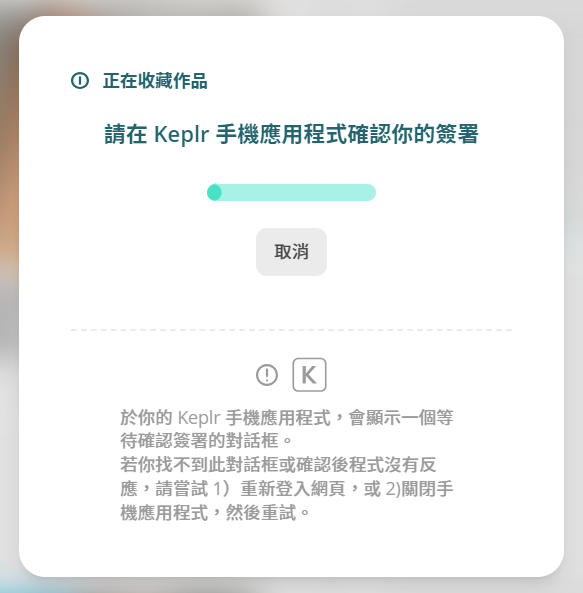 正在收藏作品
請在 Keplr 手機應用程式確認你的簽署
取消
K
於你的 Keplr 手機應用程式，會顯示一個等
待確認簽署的對話框。
若你找不到此對話框或確認後程式沒有反
應，請嘗試 1）重新登入網頁，或 2)關閉手
機應用程式，然後重試。